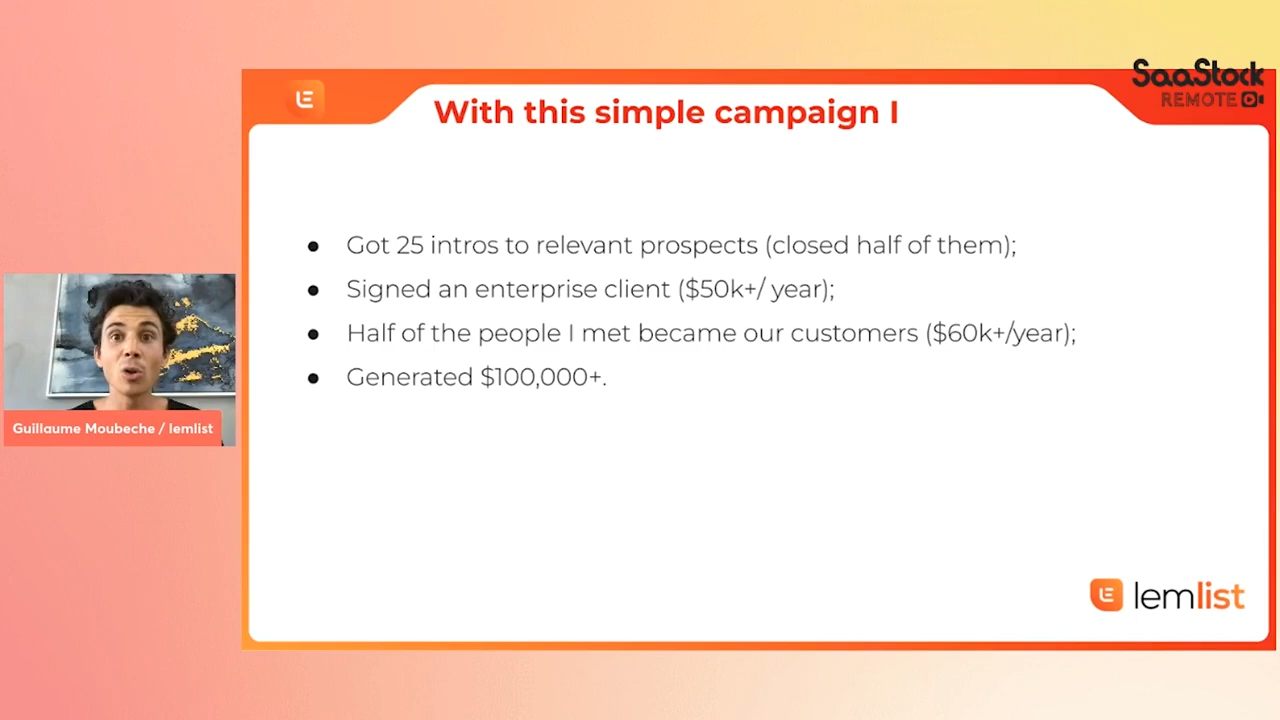 SaaStock
REMOTE
LE
With this simple campaign I
● Got 25 intros to relevant prospects (closed half of them);
● Signed an enterprise client ($50k+/ year);
● Half of the people I met became our customers ($60k+/year);
● Generated $100,000+.
Guillaume Moubeche / lemlist
LE lemlist